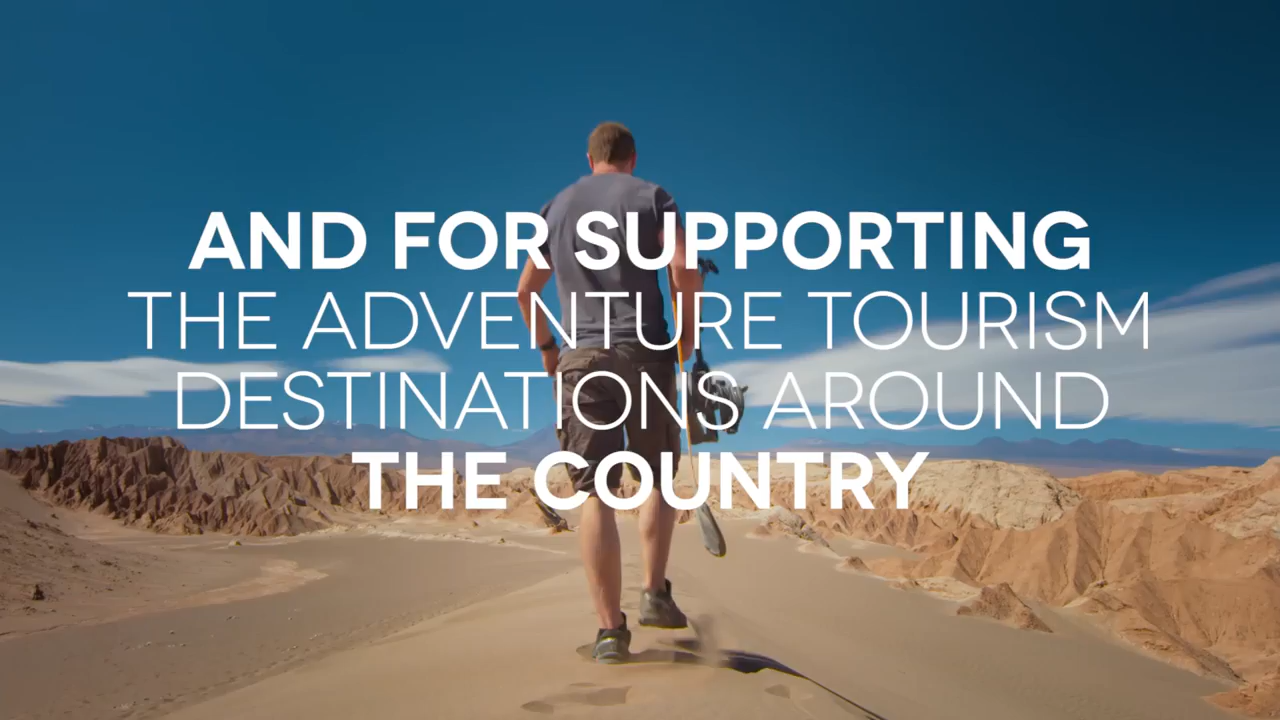 AND FOR SUPPORTING
THE ADVENTURE TOURISM
DESTINATIONS AROUND
THE COUNTRY